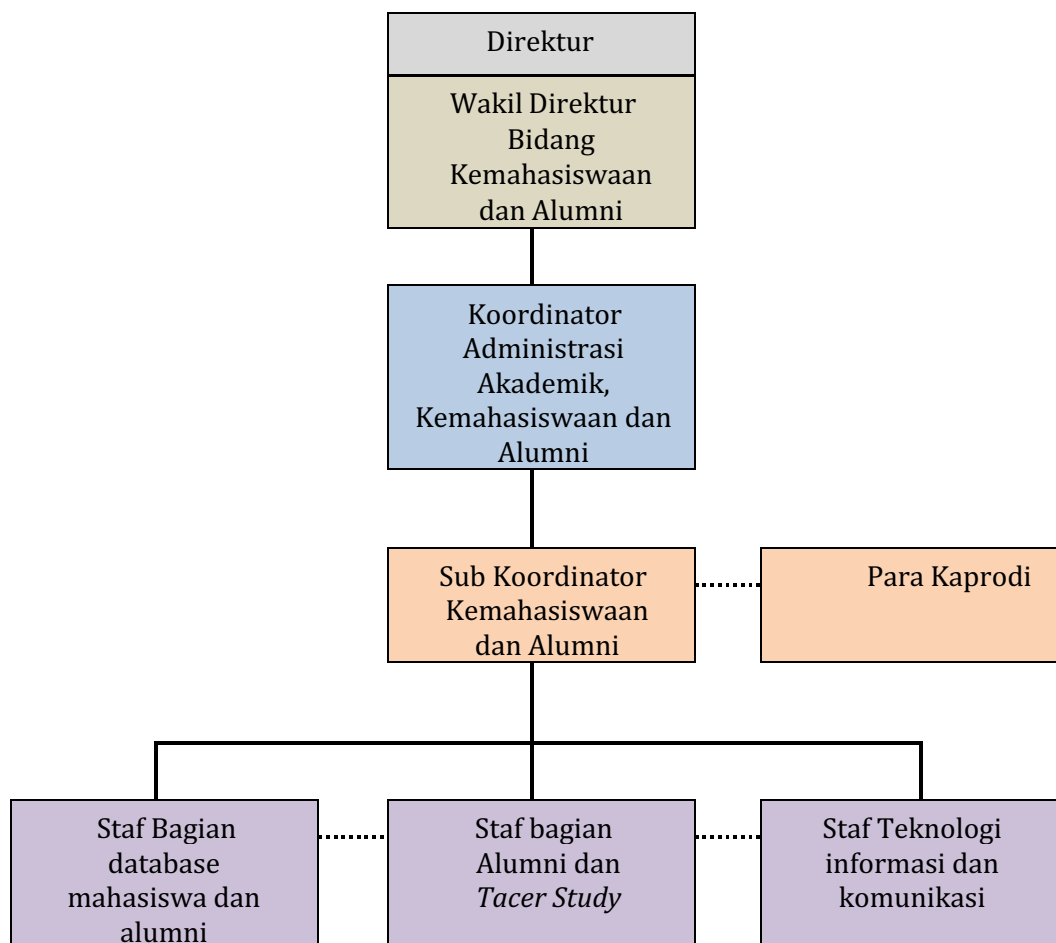 Direktur
Wakil Direktur
Bidang
Kemahasiswaan
dan Alumni
Koordinator
Administrasi
Akademik,
Kemahasiswaan dan
Alumni
Sub Koordinator
Kemahasiswaan
dan Alumni
Para Kaprodi
Staf Bagian
database
mahasiswa dan
alumni
Staf bagian
Alumni dan
Tacer Study
Staf Teknologi
informasi dan
komunikasi